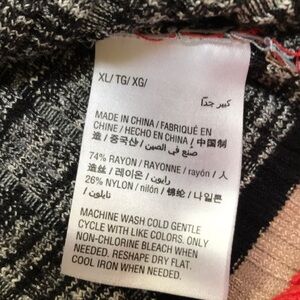 XL/ TG/ XG/
كبير جدًا
MADE IN CHINA / FABRIQUÉ EN
CHINE / HECHO EN CHINA / 中国制
造 / 중국산 / صنع في الصين /
74% RAYON / RAYONNE / rayón / 人
造丝 / 레이온 / رايون /
26% NYLON / nilón / 锦纶 / 나일론
/ نايلون /
MACHINE WASH COLD GENTLE
CYCLE WITH LIKE COLORS. ONLY
NON-CHLORINE BLEACH WHEN
NEEDED. RESHAPE DRY FLAT.
COOL IRON WHEN NEEDED.